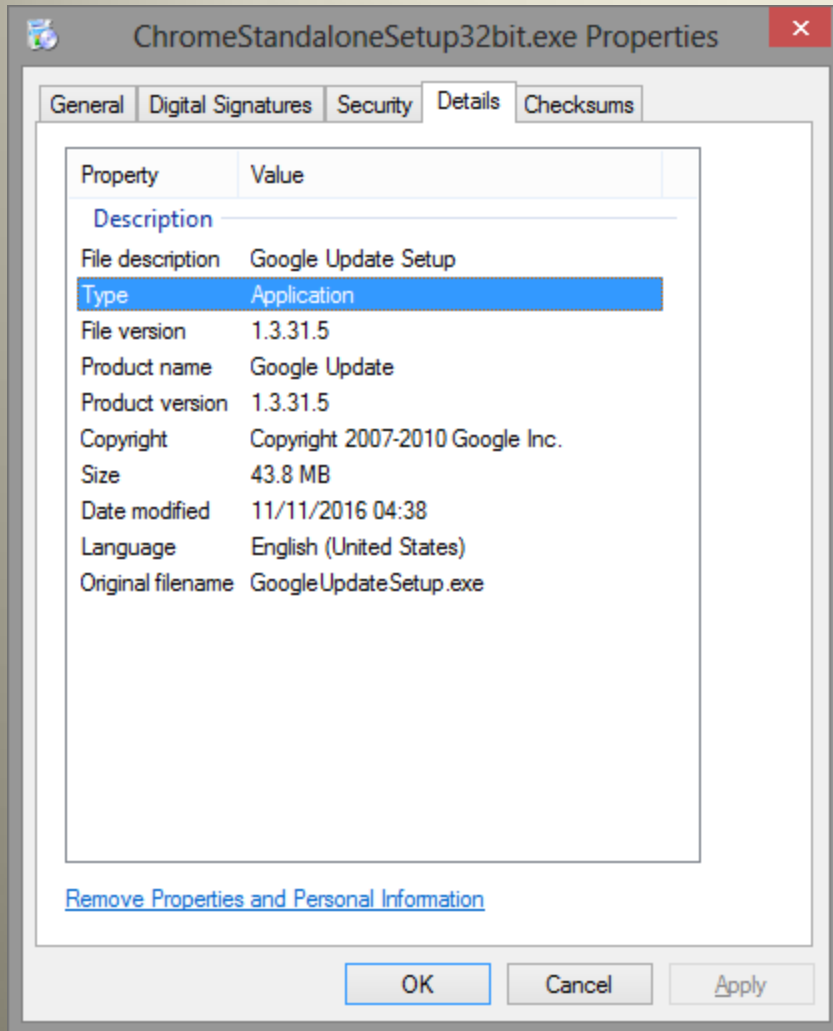 ChromeStandaloneSetup32bit.exe Properties
General Digital Signatures Security Details Checksums
Property Value
Description
File description Google Update Setup
Type Application
File version 1.3.31.5
Product name Google Update
Product version 1.3.31.5
Copyright Copyright 2007-2010 Google Inc.
Size 43.8 MB
Date modified 11/11/2016 04:38
Language English (United States)
Original filename GoogleUpdateSetup.exe
Remove Properties and Personal Information
OK Cancel Apply